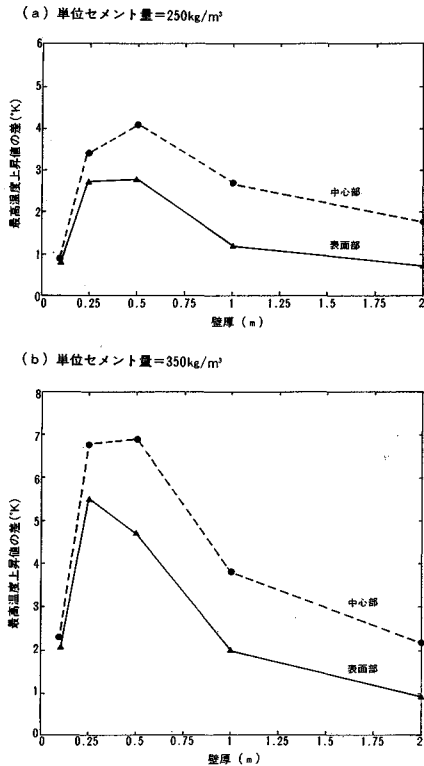 (a) 単位セメント量=250kg/m³
最高温度上昇値の差(°K)
6
5
4
3
2
1
0
中心部
表面部
0 0.25 0.5 0.75 1 1.25 1.5 1.75 2
壁厚 (m)
(b) 単位セメント量=350kg/m³
最高温度上昇値の差(°K)
8
7
6
5
4
3
2
1
0
中心部
表面部
0 0.25 0.5 0.75 1 1.25 1.5 1.75 2
壁厚 (m)